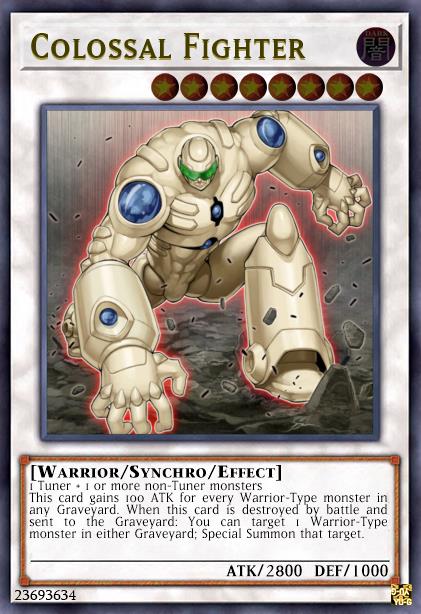 Colossal Fighter
DARK
闇
[Warrior/Synchro/Effect]
1 Tuner + 1 or more non-Tuner monsters
This card gains 100 ATK for every Warrior-Type monster in
any Graveyard. When this card is destroyed by battle and
sent to the Graveyard: You can target 1 Warrior-Type
monster in either Graveyard; Special Summon that target.
ATK/2800 DEF/1000
23693634